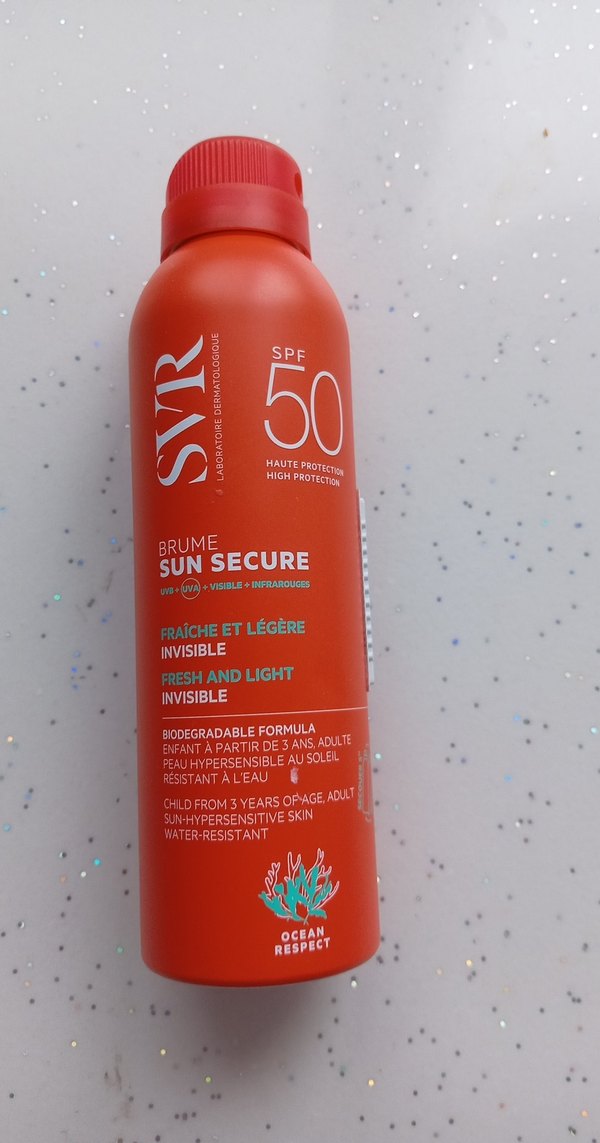 SVR
LABORATOIRE DERMATOLOGIQUE
SPF
50
HAUTE PROTECTION
HIGH PROTECTION
BRUME
SUN SECURE
UVB + UVA + VISIBLE + INFRAROUGES
FRAÎCHE ET LÉGÈRE
INVISIBLE
FRESH AND LIGHT
INVISIBLE
BIODEGRADABLE FORMULA
ENFANT À PARTIR DE 3 ANS, ADULTE
PEAU HYPERSENSIBLE AU SOLEIL
RÉSISTANT À L'EAU
CHILD FROM 3 YEARS OF AGE, ADULT
SUN-HYPERSENSITIVE SKIN
WATER-RESISTANT
OCEAN
RESPECT